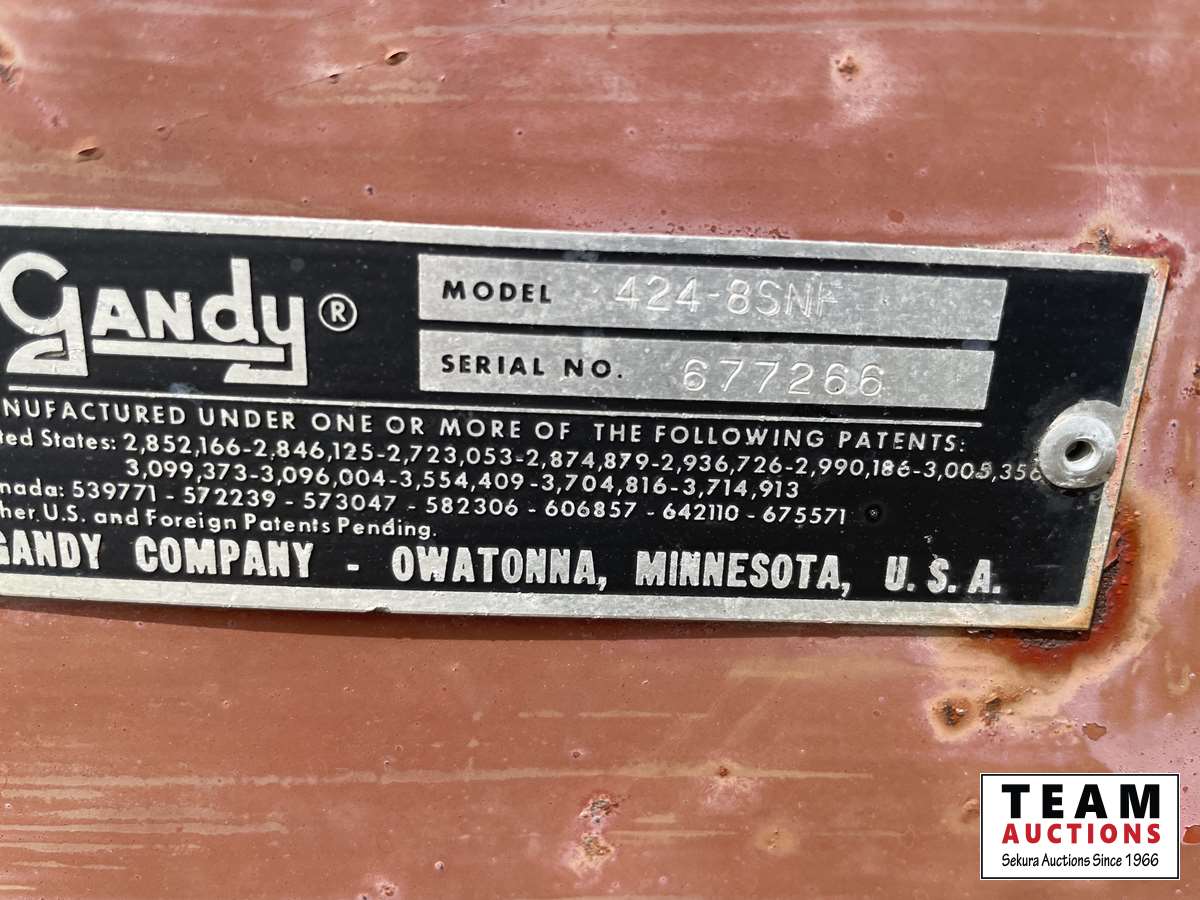 GANDY®
MODEL 424-8SNF
SERIAL NO. 677266
NUFACTURED UNDER ONE OR MORE OF THE FOLLOWING PATENTS:
ted States: 2,852,166-2,846,125-2,723,053-2,874,879-2,936,726-2,990,186-3,005,356
3,099,373-3,096,004-3,554,409-3,704,816-3,714,913
nada: 539771 - 572239 - 573047 - 582306 - 606857 - 642110 - 675571
her U.S. and Foreign Patents Pending.
GANDY COMPANY - OWATONNA, MINNESOTA, U.S.A.
TEAM
AUCTIONS
Sekura Auctions Since 1966